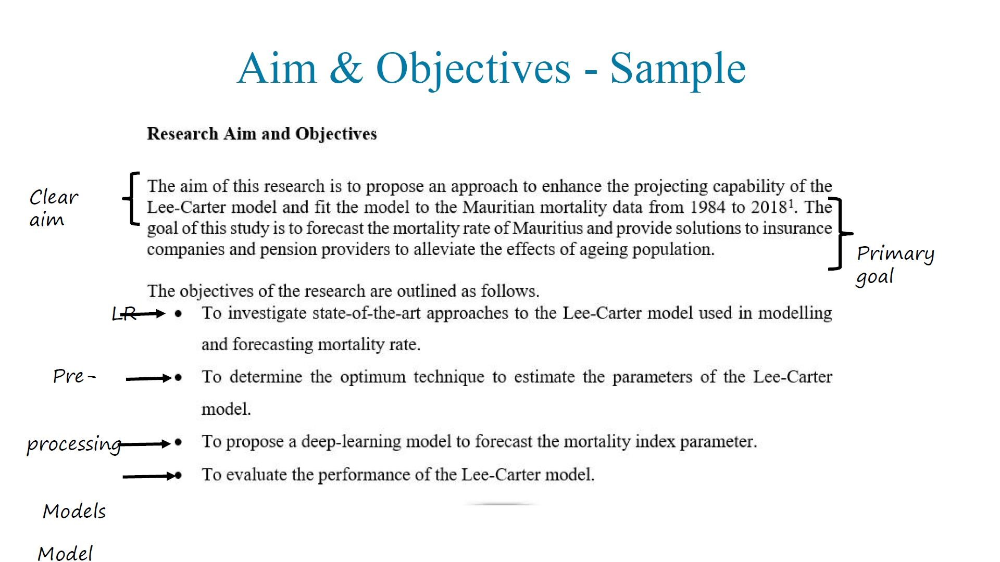 Aim & Objectives - Sample
Research Aim and Objectives
Clear
aim
The aim of this research is to propose an approach to enhance the projecting capability of the
Lee-Carter model and fit the model to the Mauritian mortality data from 1984 to 2018¹. The
goal of this study is to forecast the mortality rate of Mauritius and provide solutions to insurance
companies and pension providers to alleviate the effects of ageing population.
Primary
goal
The objectives of the research are outlined as follows.
LR
• To investigate state-of-the-art approaches to the Lee-Carter model used in modelling
and forecasting mortality rate.
Pre-
• To determine the optimum technique to estimate the parameters of the Lee-Carter
model.
processing
• To propose a deep-learning model to forecast the mortality index parameter.
• To evaluate the performance of the Lee-Carter model.
Models
Model